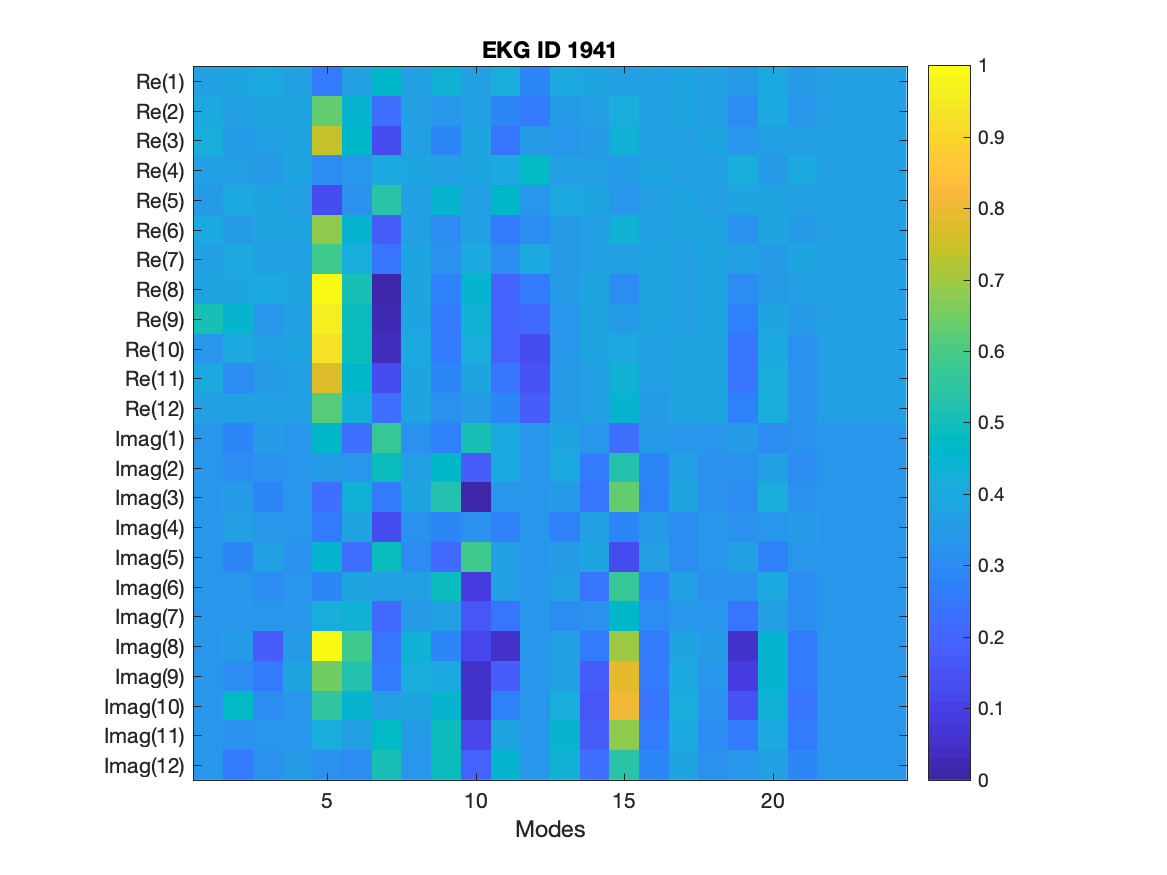 EKG ID 1941
Re(1)
Re(2)
Re(3)
Re(4)
Re(5)
Re(6)
Re(7)
Re(8)
Re(9)
Re(10)
Re(11)
Re(12)
Imag(1)
Imag(2)
Imag(3)
Imag(4)
Imag(5)
Imag(6)
Imag(7)
Imag(8)
Imag(9)
Imag(10)
Imag(11)
Imag(12)
5 10 15 20
Modes
1
0.9
0.8
0.7
0.6
0.5
0.4
0.3
0.2
0.1
0